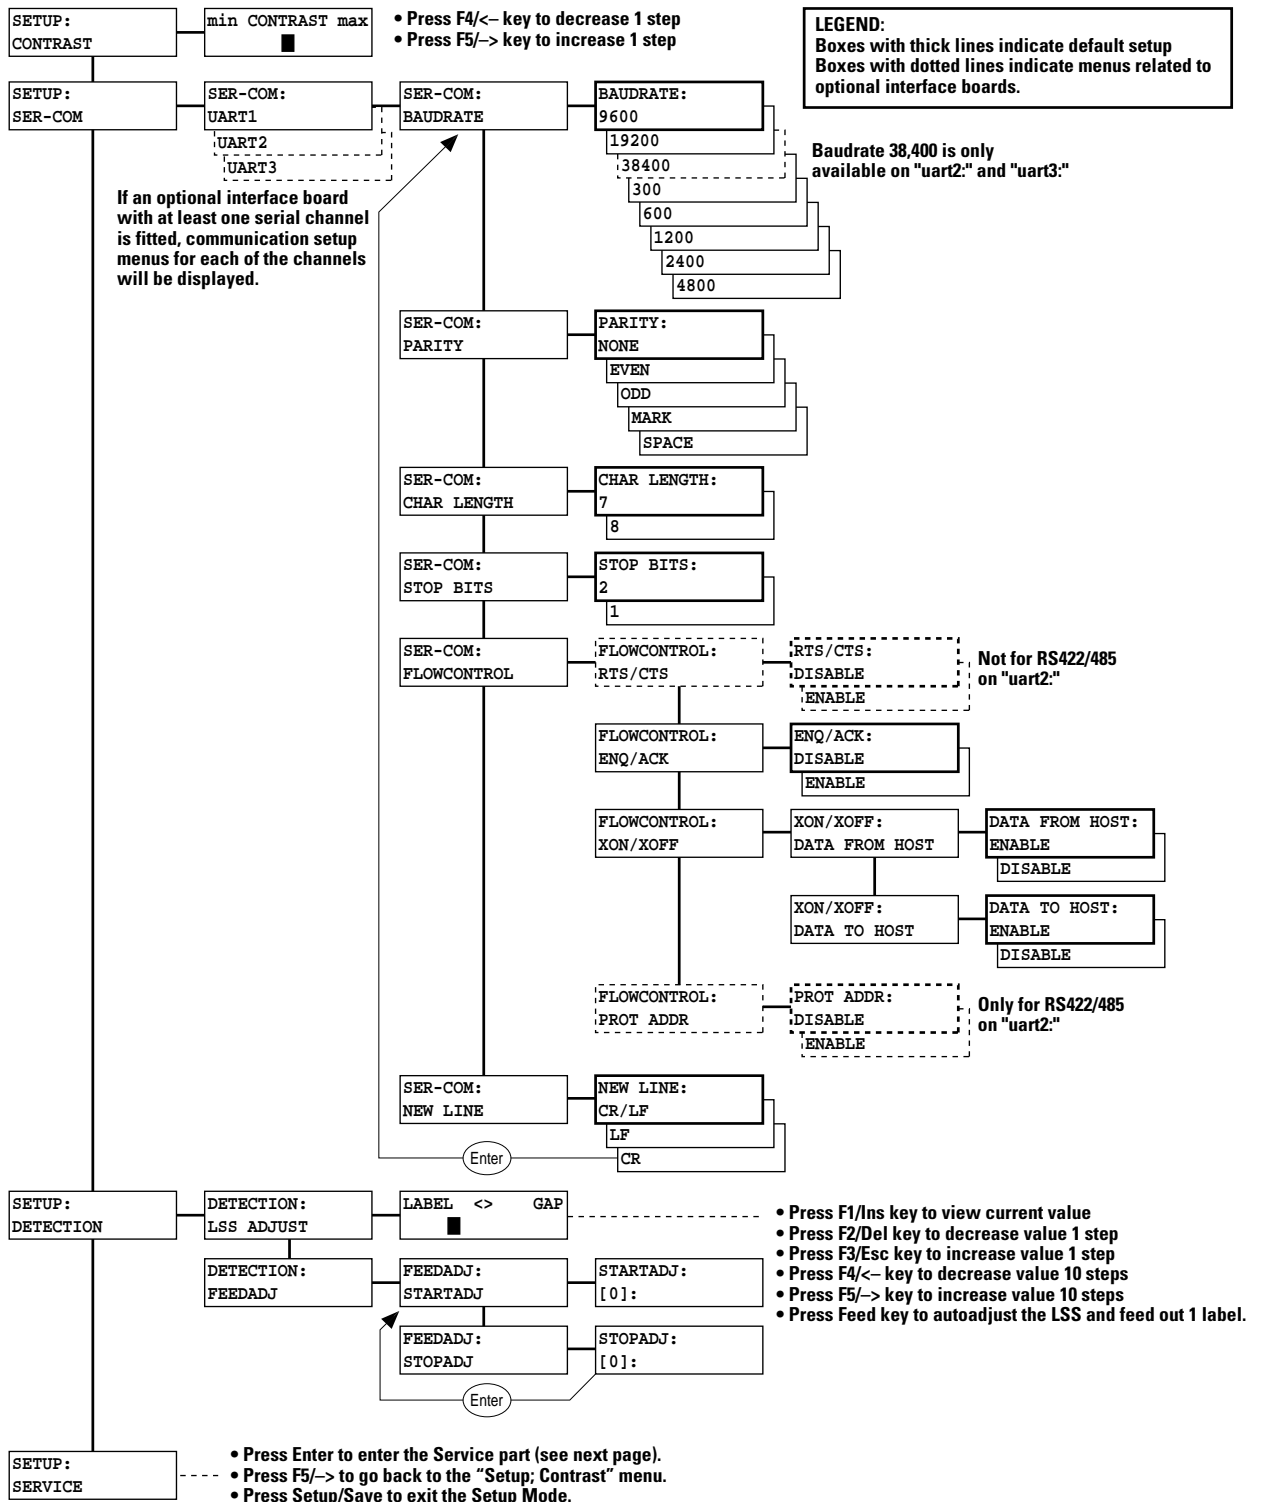 SETUP:
CONTRAST
min CONTRAST max
• Press F4/<– key to decrease 1 step
• Press F5/–> key to increase 1 step
LEGEND:
Boxes with thick lines indicate default setup
Boxes with dotted lines indicate menus related to
optional interface boards.
SETUP:
SER-COM
SER-COM:
UART1
UART2
UART3
If an optional interface board
with at least one serial channel
is fitted, communication setup
menus for each of the channels
will be displayed.
SER-COM:
BAUDRATE
BAUDRATE:
9600
19200
38400
300
600
1200
2400
4800
Baudrate 38,400 is only
available on "uart2:" and "uart3:"
SER-COM:
PARITY
PARITY:
NONE
EVEN
ODD
MARK
SPACE
SER-COM:
CHAR LENGTH
CHAR LENGTH:
7
8
SER-COM:
STOP BITS
STOP BITS:
2
1
SER-COM:
FLOWCONTROL
FLOWCONTROL:
RTS/CTS
RTS/CTS:
DISABLE
ENABLE
Not for RS422/485
on "uart2:"
FLOWCONTROL:
ENQ/ACK
ENQ/ACK:
DISABLE
ENABLE
FLOWCONTROL:
XON/XOFF
XON/XOFF:
DATA FROM HOST
DATA FROM HOST:
ENABLE
DISABLE
XON/XOFF:
DATA TO HOST
DATA TO HOST:
ENABLE
DISABLE
FLOWCONTROL:
PROT ADDR
PROT ADDR:
DISABLE
ENABLE
Only for RS422/485
on "uart2:"
SER-COM:
NEW LINE
NEW LINE:
CR/LF
LF
CR
Enter
SETUP:
DETECTION
DETECTION:
LSS ADJUST
LABEL <> GAP
• Press F1/Ins key to view current value
• Press F2/Del key to decrease value 1 step
• Press F3/Esc key to increase value 1 step
• Press F4/<– key to decrease value 10 steps
• Press F5/–> key to increase value 10 steps
• Press Feed key to autoadjust the LSS and feed out 1 label.
DETECTION:
FEEDADJ
FEEDADJ:
STARTADJ
STARTADJ:
[0]:
FEEDADJ:
STOPADJ
STOPADJ:
[0]:
Enter
SETUP:
SERVICE
• Press Enter to enter the Service part (see next page).
• Press F5/–> to go back to the “Setup; Contrast” menu.
• Press Setup/Save to exit the Setup Mode.